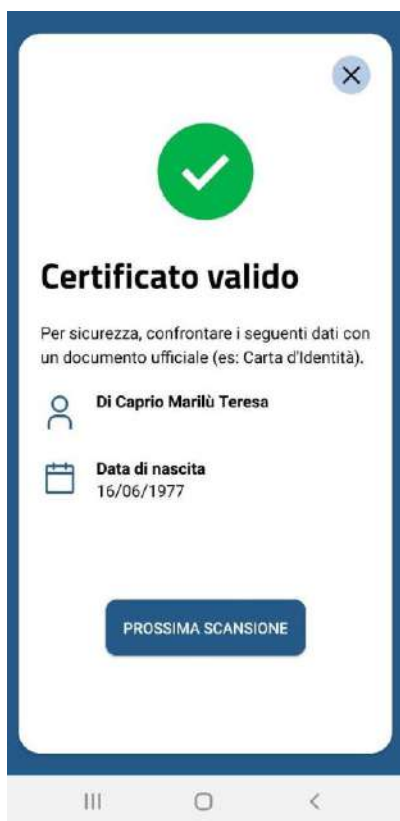 Certificato valido
Per sicurezza, confrontare i seguenti dati con
un documento ufficiale (es: Carta d'Identità).
Di Caprio Marilù Teresa
Data di nascita
16/06/1977
PROSSIMA SCANSIONE